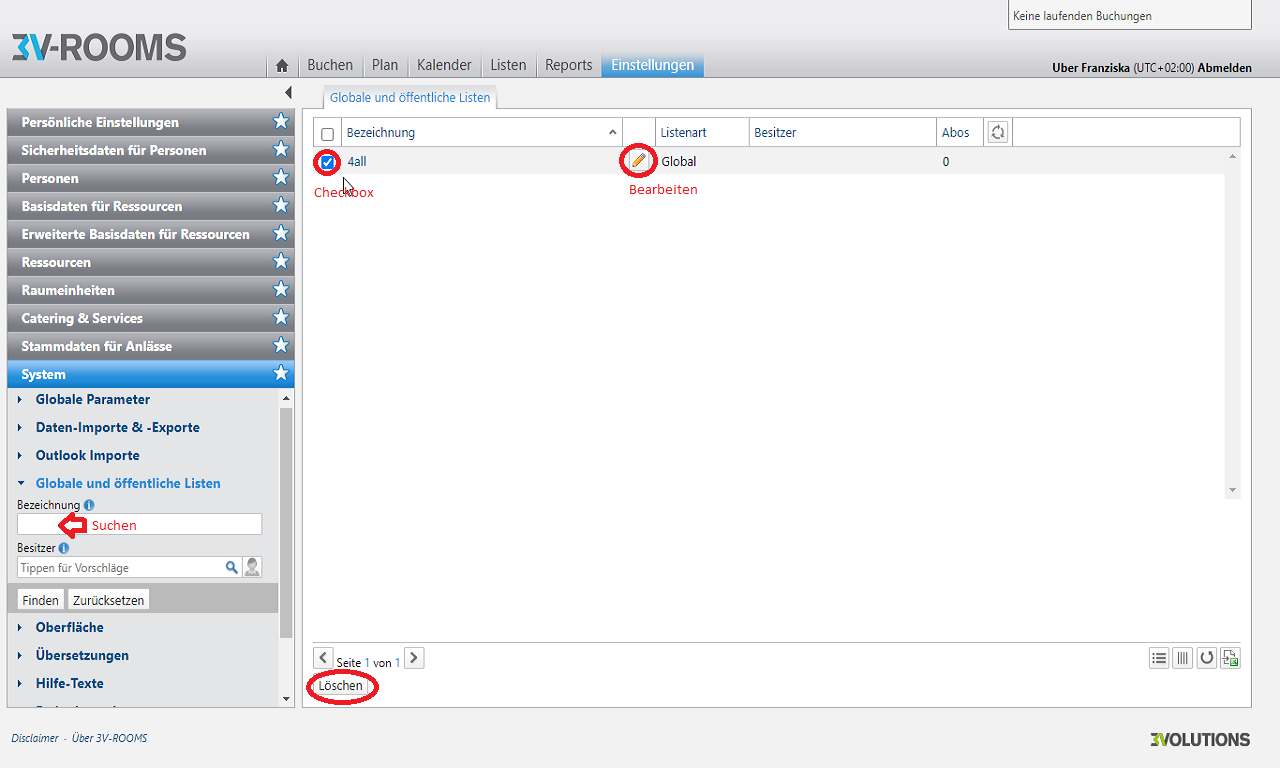 Keine laufenden Buchungen
3V-ROOMS
Buchen Plan Kalender Listen Reports Einstellungen
Uber Franziska (UTC+02:00) Abmelden
Globale und öffentliche Listen
Persönliche Einstellungen
Sicherheitsdaten für Personen
Personen
Basisdaten für Ressourcen
Erweiterte Basisdaten für Ressourcen
Ressourcen
Raumeinheiten
Catering & Services
Stammdaten für Anlässe
System
Globale Parameter
Daten-Importe & -Exporte
Outlook Importe
Globale und öffentliche Listen
Bezeichnung
Suchen
Besitzer
Tippen für Vorschläge
Finden Zurücksetzen
Oberfläche
Übersetzungen
Hilfe-Texte
Bezeichnung Listenart Besitzer Abos
4all Global 0
Checkbox Bearbeiten
Seite 1 von 1
Löschen
Disclaimer - Über 3V-ROOMS
3VOLUTIONS